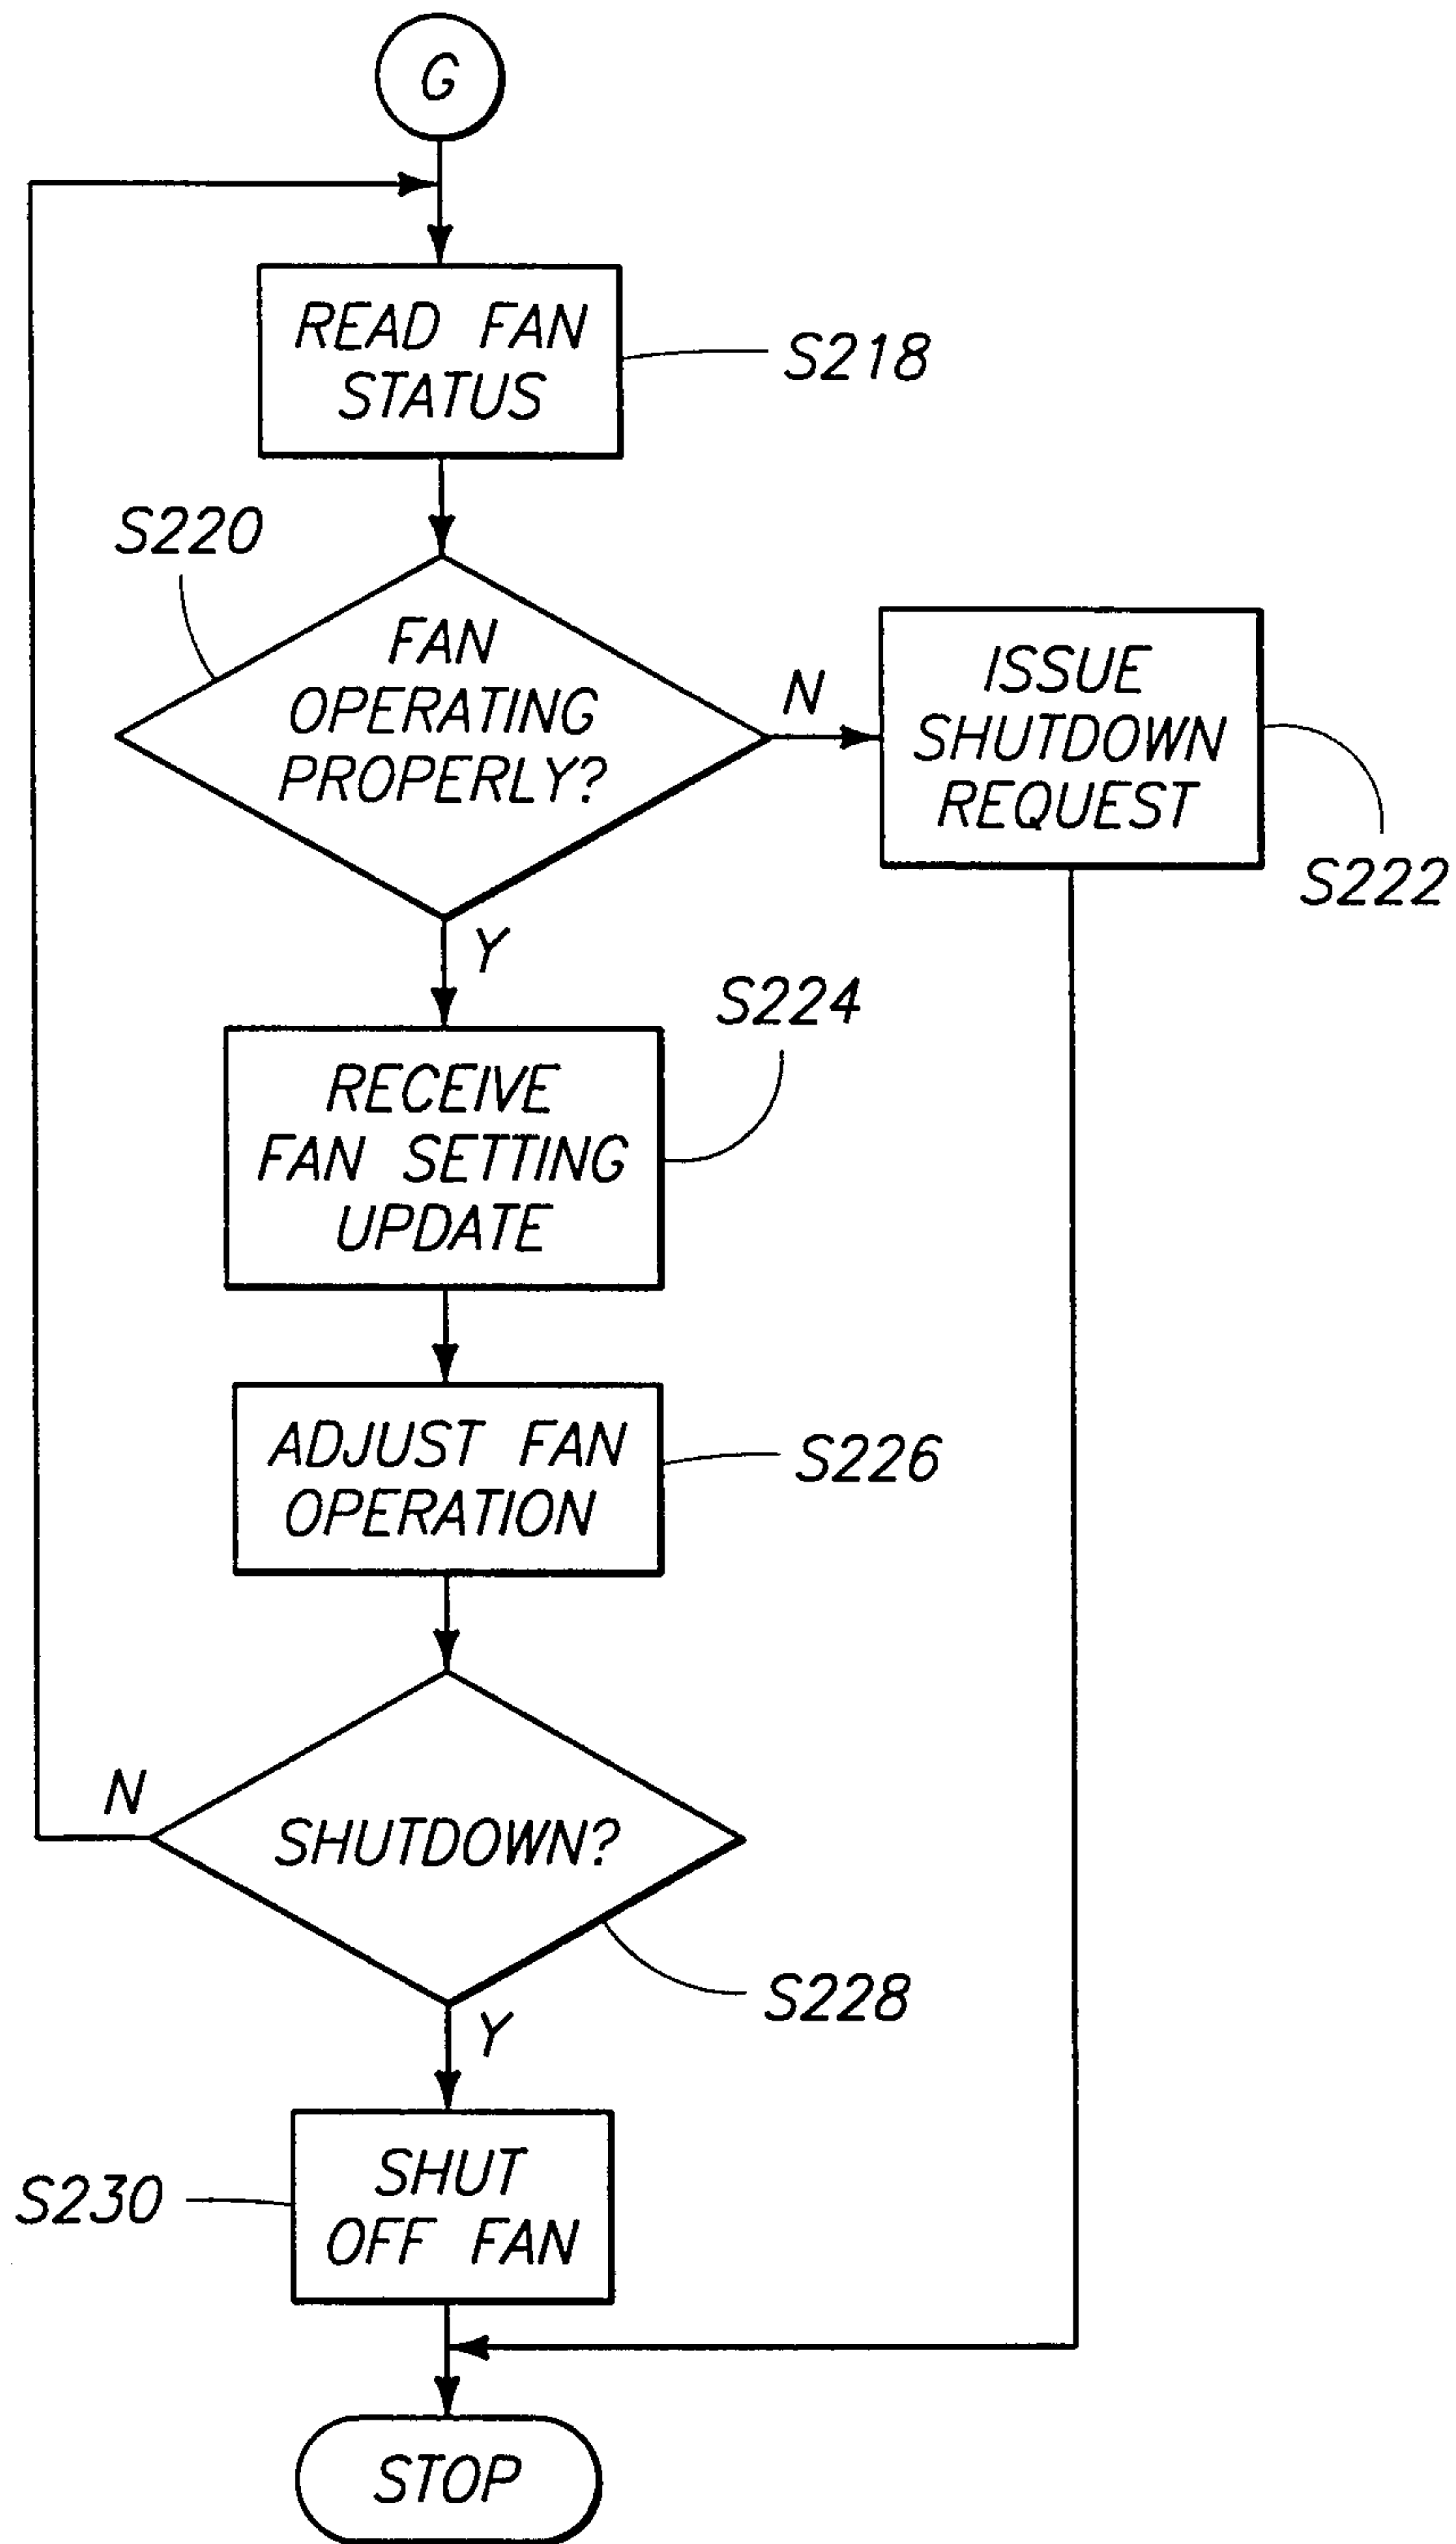 G
READ FAN
STATUS
S218
S220
FAN
OPERATING
PROPERLY?
N
ISSUE
SHUTDOWN
REQUEST
S222
Y
S224
RECEIVE
FAN SETTING
UPDATE
ADJUST FAN
OPERATION
S226
N
SHUTDOWN?
S228
Y
S230
SHUT
OFF FAN
STOP